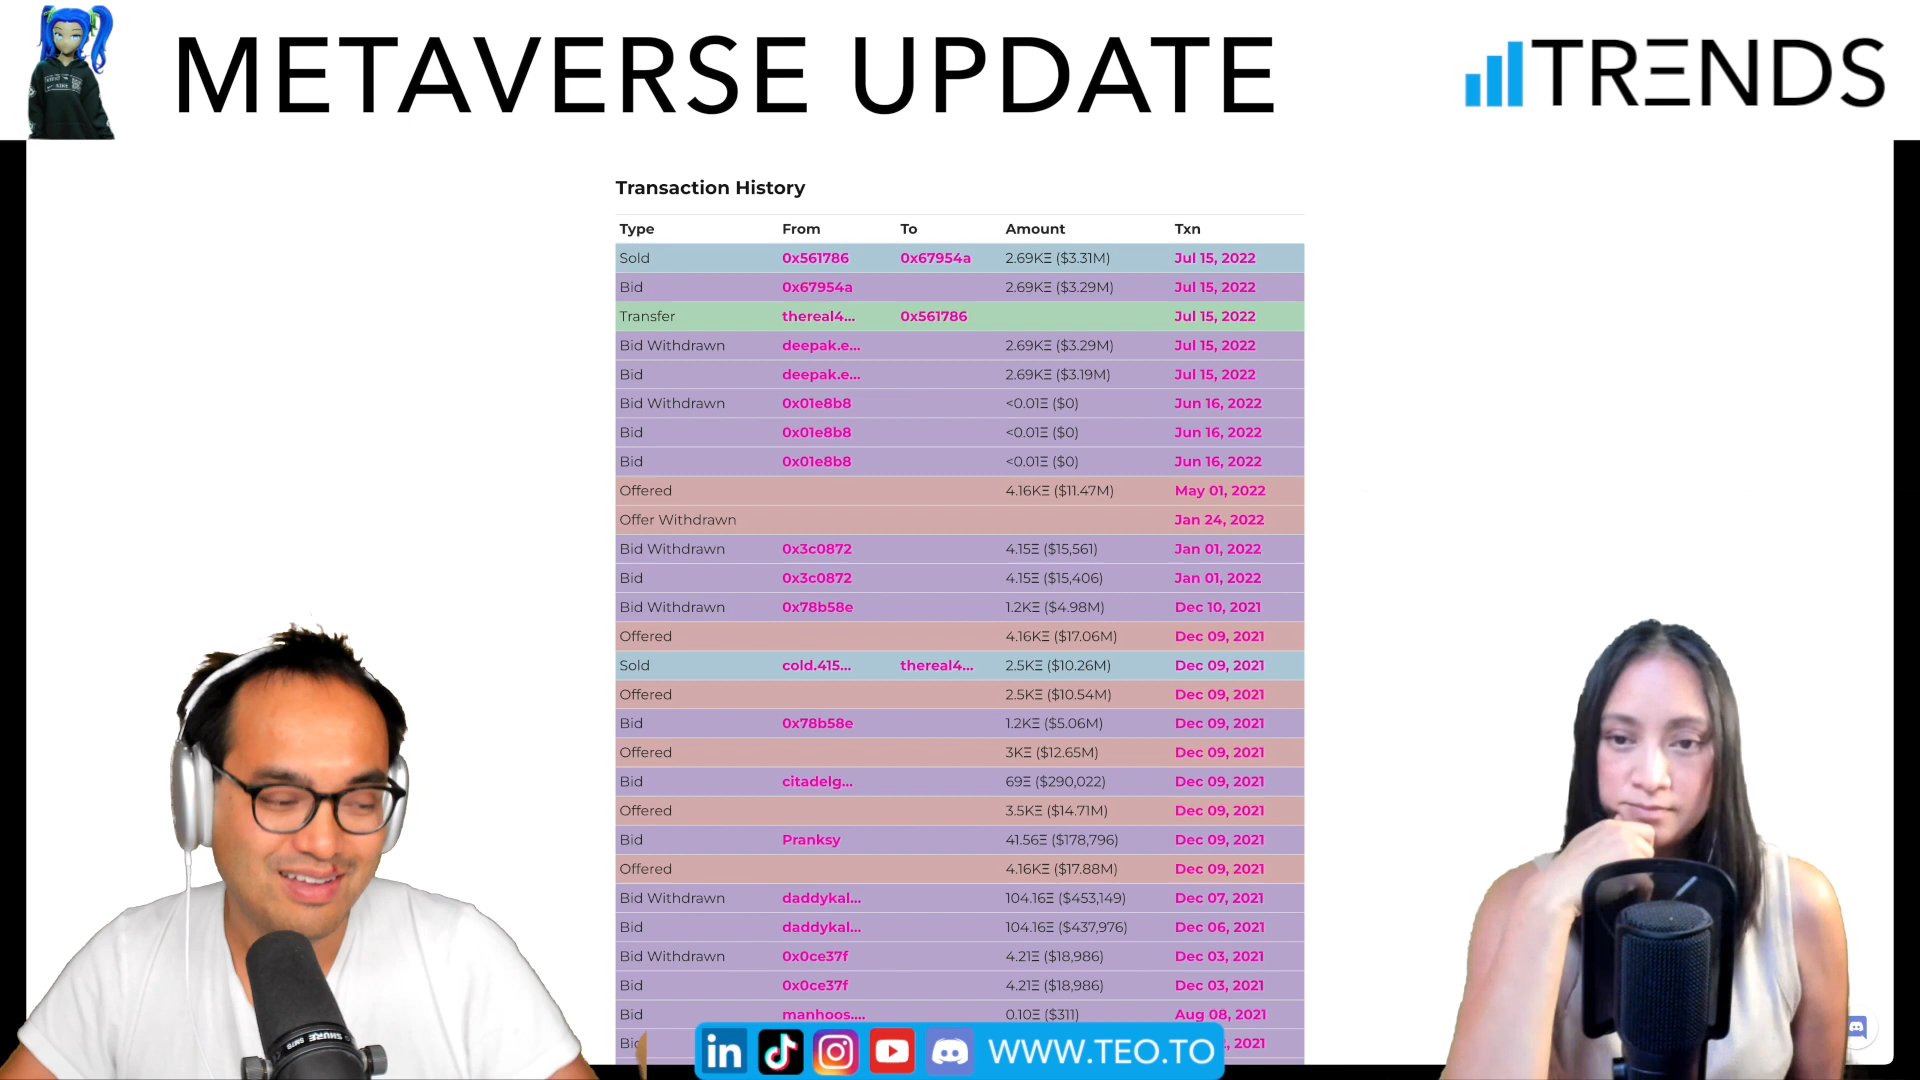 METAVERSE UPDATE
TRΞNDS
Transaction History
Type From To Amount Txn
Sold 0x561786 0x67954a 2.69KΞ ($3.31M) Jul 15, 2022
Bid 0x67954a 2.69KΞ ($3.29M) Jul 15, 2022
Transfer thereal4... 0x561786 Jul 15, 2022
Bid Withdrawn deepak.e... 2.69KΞ ($3.29M) Jul 15, 2022
Bid deepak.e... 2.69KΞ ($3.19M) Jul 15, 2022
Bid Withdrawn 0x01e8b8 <0.01Ξ ($0) Jun 16, 2022
Bid 0x01e8b8 <0.01Ξ ($0) Jun 16, 2022
Bid 0x01e8b8 <0.01Ξ ($0) Jun 16, 2022
Offered 4.16KΞ ($11.47M) May 01, 2022
Offer Withdrawn Jan 24, 2022
Bid Withdrawn 0x3c0872 4.15Ξ ($15,561) Jan 01, 2022
Bid 0x3c0872 4.15Ξ ($15,406) Jan 01, 2022
Bid Withdrawn 0x78b58e 1.2KΞ ($4.98M) Dec 10, 2021
Offered 4.16KΞ ($17.06M) Dec 09, 2021
Sold cold.415... thereal4... 2.5KΞ ($10.26M) Dec 09, 2021
Offered 2.5KΞ ($10.54M) Dec 09, 2021
Bid 0x78b58e 1.2KΞ ($5.06M) Dec 09, 2021
Offered 3KΞ ($12.65M) Dec 09, 2021
Bid citadelg... 69Ξ ($290,022) Dec 09, 2021
Offered 3.5KΞ ($14.71M) Dec 09, 2021
Bid Pranksy 41.56Ξ ($178,796) Dec 09, 2021
Offered 4.16KΞ ($17.88M) Dec 09, 2021
Bid Withdrawn daddykal... 104.16Ξ ($453,149) Dec 07, 2021
Bid daddykal... 104.16Ξ ($437,976) Dec 06, 2021
Bid Withdrawn 0x0ce37f 4.21Ξ ($18,986) Dec 03, 2021
Bid 0x0ce37f 4.21Ξ ($18,986) Dec 03, 2021
Bid manhoos.... 0.10Ξ ($311) Aug 08, 2021
, 2021
in WWW.TEO.TO
SHURE